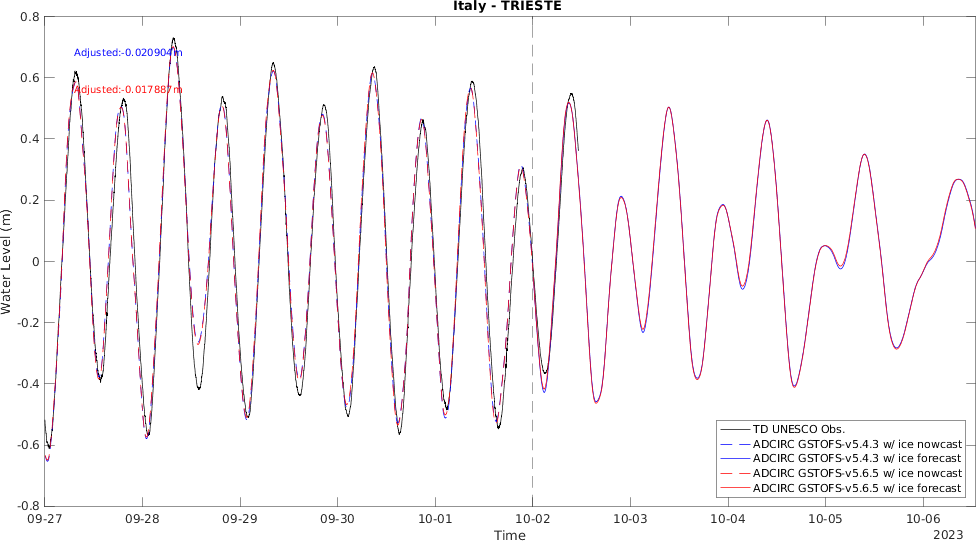 Italy - TRIESTE
0.8
0.6
0.4
0.2
0
-0.2
-0.4
-0.6
-0.8
Water Level (m)
Adjusted:-0.020904m
Adjusted:-0.017887m
TD UNESCO Obs.
ADCIRC GSTOFS-v5.4.3 w/ ice nowcast
ADCIRC GSTOFS-v5.4.3 w/ ice forecast
ADCIRC GSTOFS-v5.6.5 w/ ice nowcast
ADCIRC GSTOFS-v5.6.5 w/ ice forecast
09-27 09-28 09-29 09-30 10-01 10-02 10-03 10-04 10-05 10-06
Time
2023